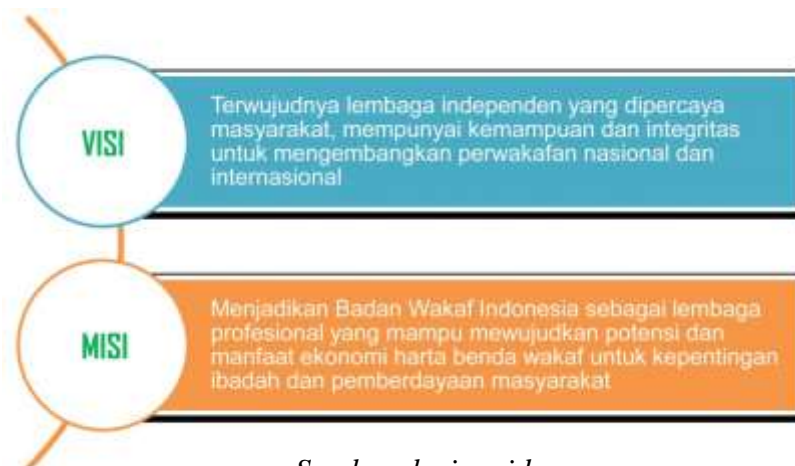 VISI
Terwujudnya lembaga independen yang dipercaya
masyarakat, mempunyai kemampuan dan integritas
untuk mengembangkan perwakafan nasional dan
internasional
MISI
Menjadikan Badan Wakaf Indonesia sebagai lembaga
profesional yang mampu mewujudkan potensi dan
manfaat ekonomi harta benda wakaf untuk kepentingan
ibadah dan pemberdayaan masyarakat